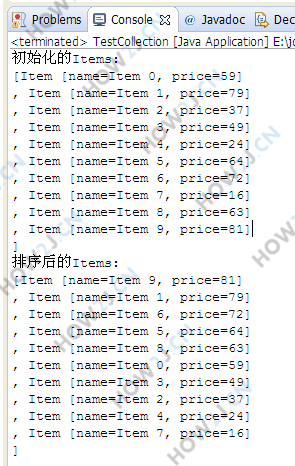 Problems Console Javadoc De
<terminated> TestCollection [Java Application] E:\jo
初始化的Items:
[Item [name=Item 0, price=59]
, Item [name=Item 1, price=79]
, Item [name=Item 2, price=37]
, Item [name=Item 3, price=49]
, Item [name=Item 4, price=24]
, Item [name=Item 5, price=64]
, Item [name=Item 6, price=72]
, Item [name=Item 7, price=16]
, Item [name=Item 8, price=63]
, Item [name=Item 9, price=81]
]
排序后的Items:
[Item [name=Item 9, price=81]
, Item [name=Item 1, price=79]
, Item [name=Item 6, price=72]
, Item [name=Item 5, price=64]
, Item [name=Item 8, price=63]
, Item [name=Item 0, price=59]
, Item [name=Item 3, price=49]
, Item [name=Item 2, price=37]
, Item [name=Item 4, price=24]
, Item [name=Item 7, price=16]
]
HOW2J.CN